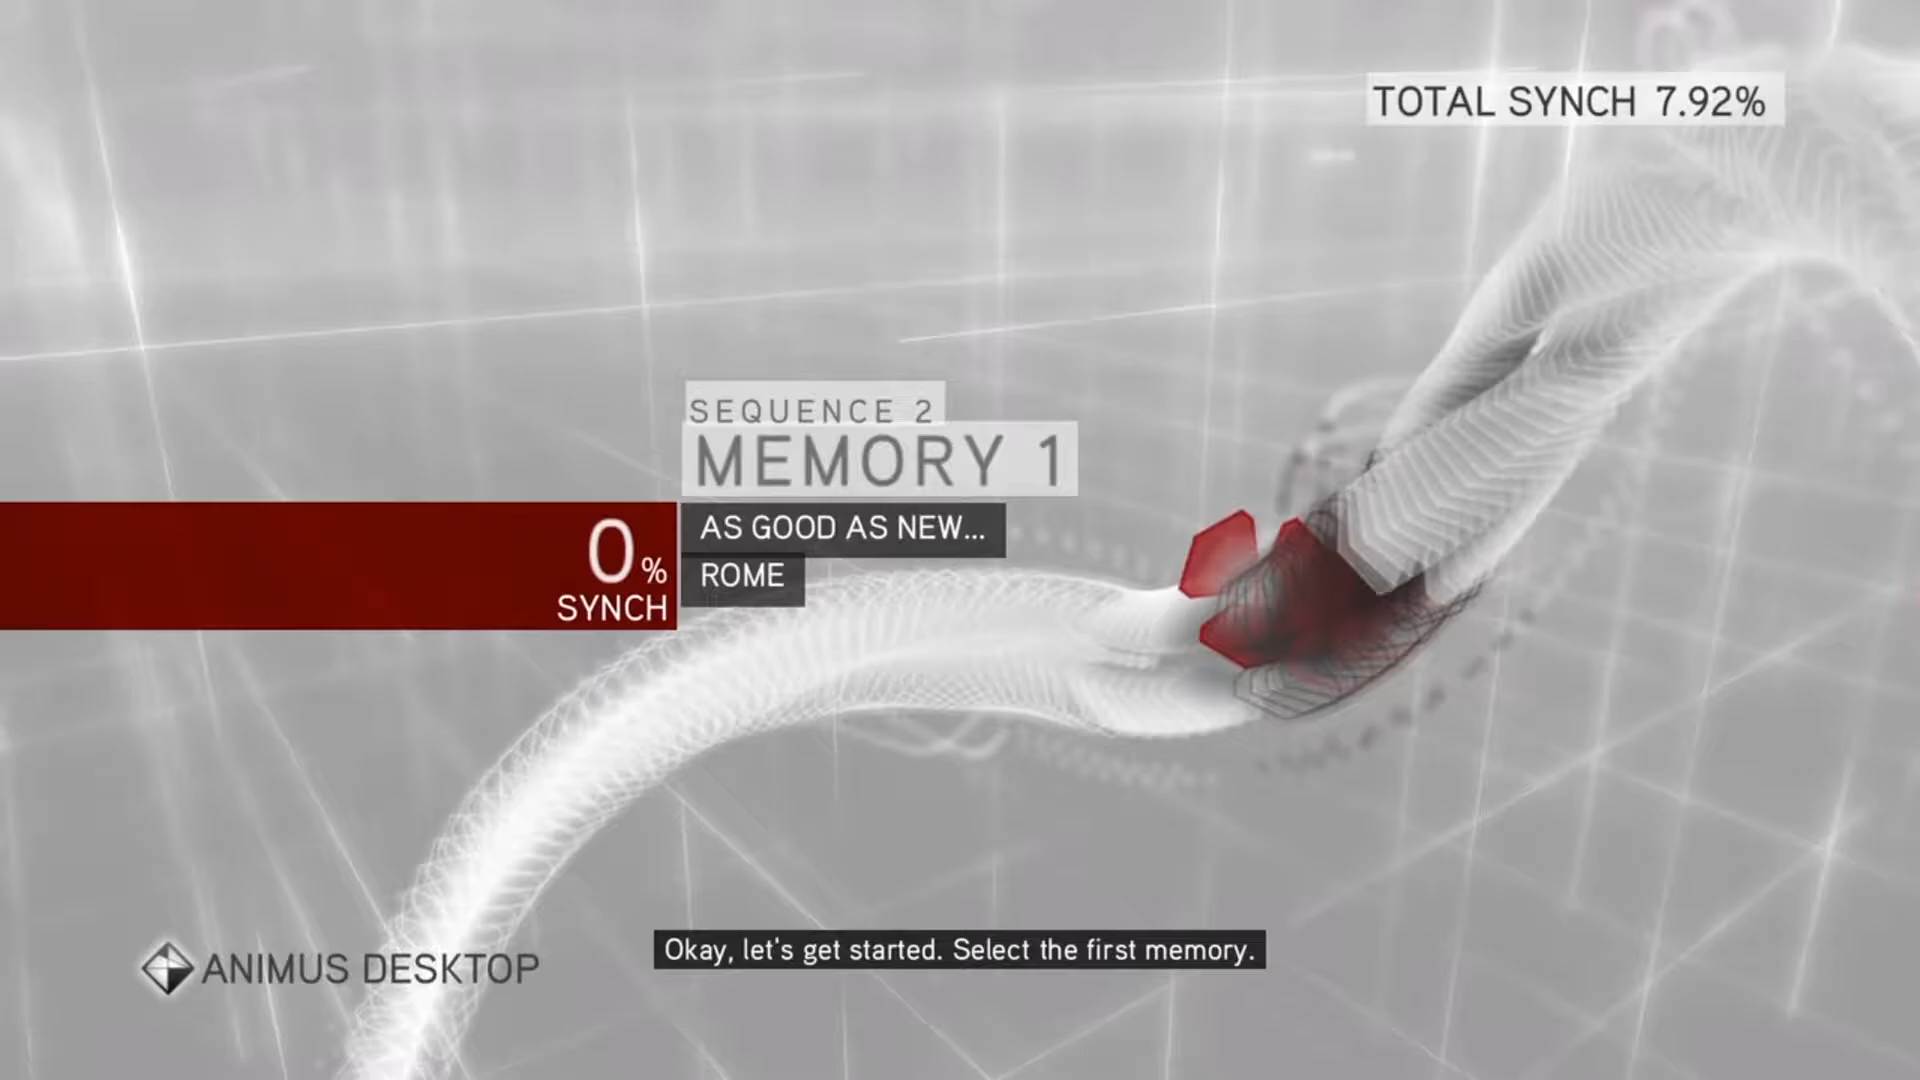 TOTAL SYNCH 7.92%
SEQUENCE 2
MEMORY 1
0%
SYNCH
AS GOOD AS NEW...
ROME
Okay, let's get started. Select the first memory.
ANIMUS DESKTOP